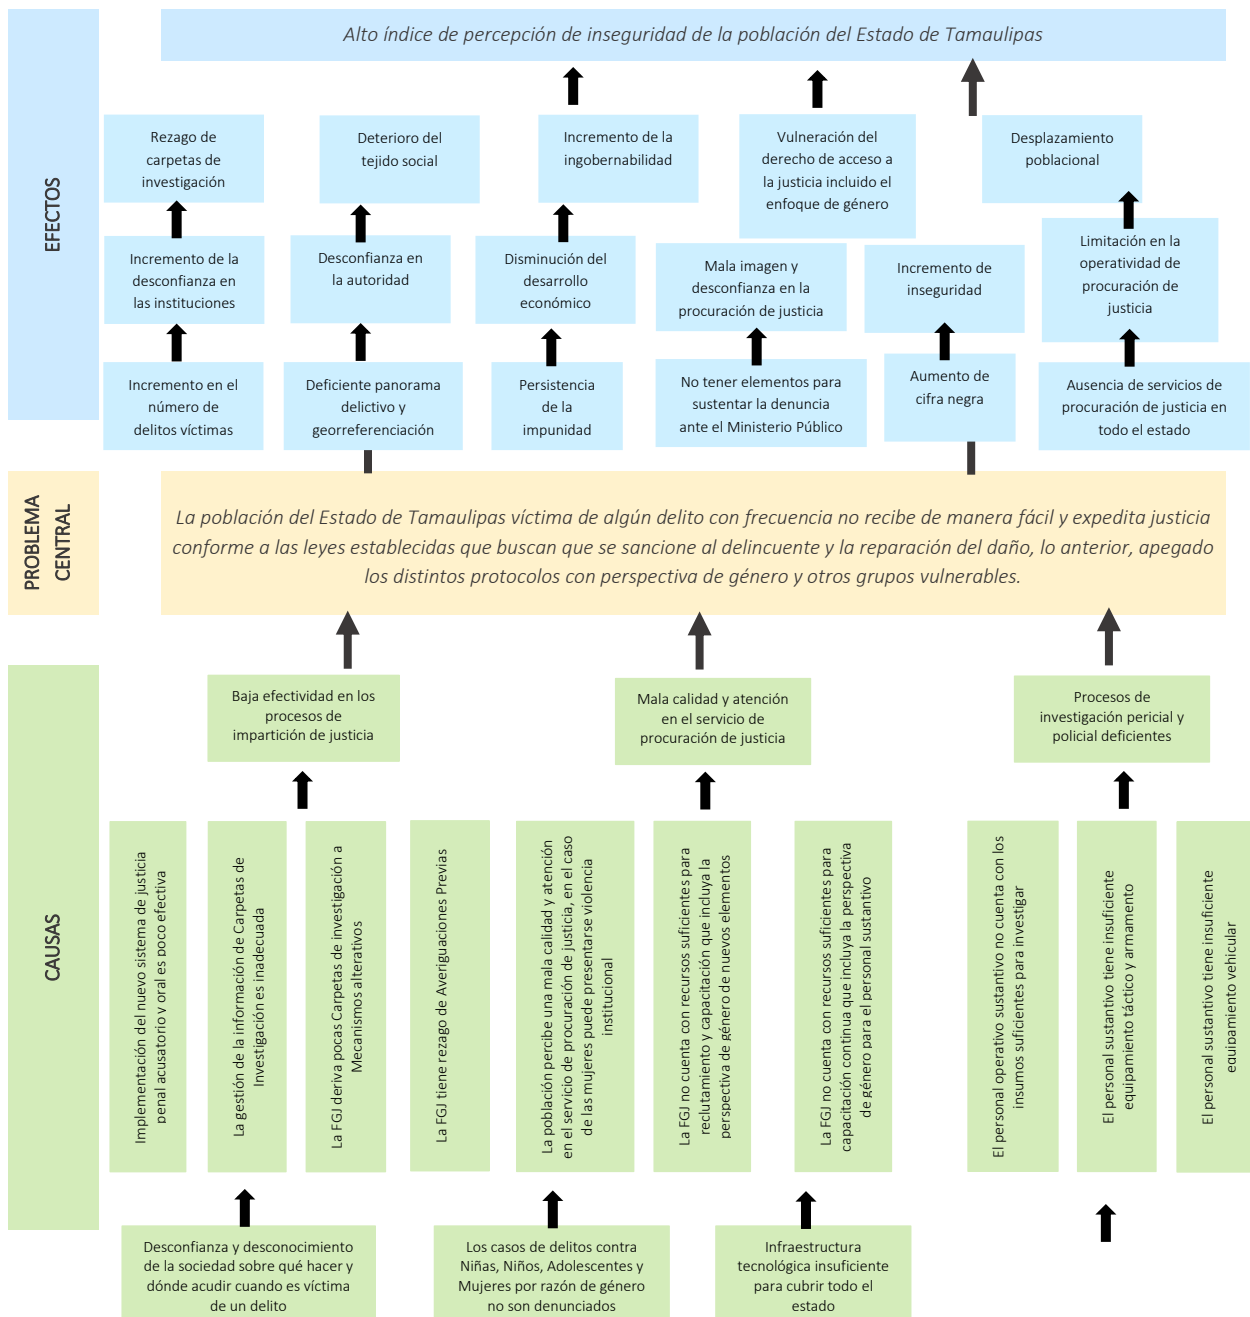 Alto índice de percepción de inseguridad de la población del Estado de Tamaulipas
EFECTOS
Rezago de
carpetas de
investigación
Deterioro del
tejido social
Incremento de la
ingobernabilidad
Vulneración del
derecho de acceso a
la justicia incluido el
enfoque de género
Desplazamiento
poblacional
Incremento de la
desconfianza en
las instituciones
Desconfianza en
la autoridad
Disminución del
desarrollo
económico
Mala imagen y
desconfianza en la
procuración de justicia
Incremento de
inseguridad
Limitación en la
operatividad de
procuración de
justicia
Incremento en el
número de
delitos víctimas
Deficiente panorama
delictivo y
georreferenciación
Persistencia
de la
impunidad
No tener elementos para
sustentar la denuncia
ante el Ministerio Público
Aumento de
cifra negra
Ausencia de servicios de
procuración de justicia en
todo el estado
PROBLEMA
CENTRAL
La población del Estado de Tamaulipas víctima de algún delito con frecuencia no recibe de manera fácil y expedita justicia
conforme a las leyes establecidas que buscan que se sancione al delincuente y la reparación del daño, lo anterior, apegado
los distintos protocolos con perspectiva de género y otros grupos vulnerables.
CAUSAS
Baja efectividad en los
procesos de
impartición de justicia
Mala calidad y atención
en el servicio de
procuración de justicia
Procesos de
investigación pericial y
policial deficientes
Implementación del nuevo sistema de justicia
penal acusatorio y oral es poco efectiva
La gestión de la información de Carpetas de
Investigación es inadecuada
La FGJ deriva pocas Carpetas de investigación a
Mecanismos alterativos
La FGJ tiene rezago de Averiguaciones Previas
La población percibe una mala calidad y atención
en el servicio de procuración de justicia, en el caso
de las mujeres puede presentarse violencia
institucional
La FGJ no cuenta con recursos suficientes para
reclutamiento y capacitación que incluya la
perspectiva de género de nuevos elementos
La FGJ no cuenta con recursos suficientes para
capacitación continua que incluya la perspectiva
de género para el personal sustantivo
El personal operativo sustantivo no cuenta con los
insumos suficientes para investigar
El personal sustantivo tiene insuficiente
equipamiento táctico y armamento
El personal sustantivo tiene insuficiente
equipamiento vehicular
Desconfianza y desconocimiento
de la sociedad sobre qué hacer y
dónde acudir cuando es víctima
de un delito
Los casos de delitos contra
Niñas, Niños, Adolescentes y
Mujeres por razón de género
no son denunciados
Infraestructura
tecnológica insuficiente
para cubrir todo el
estado